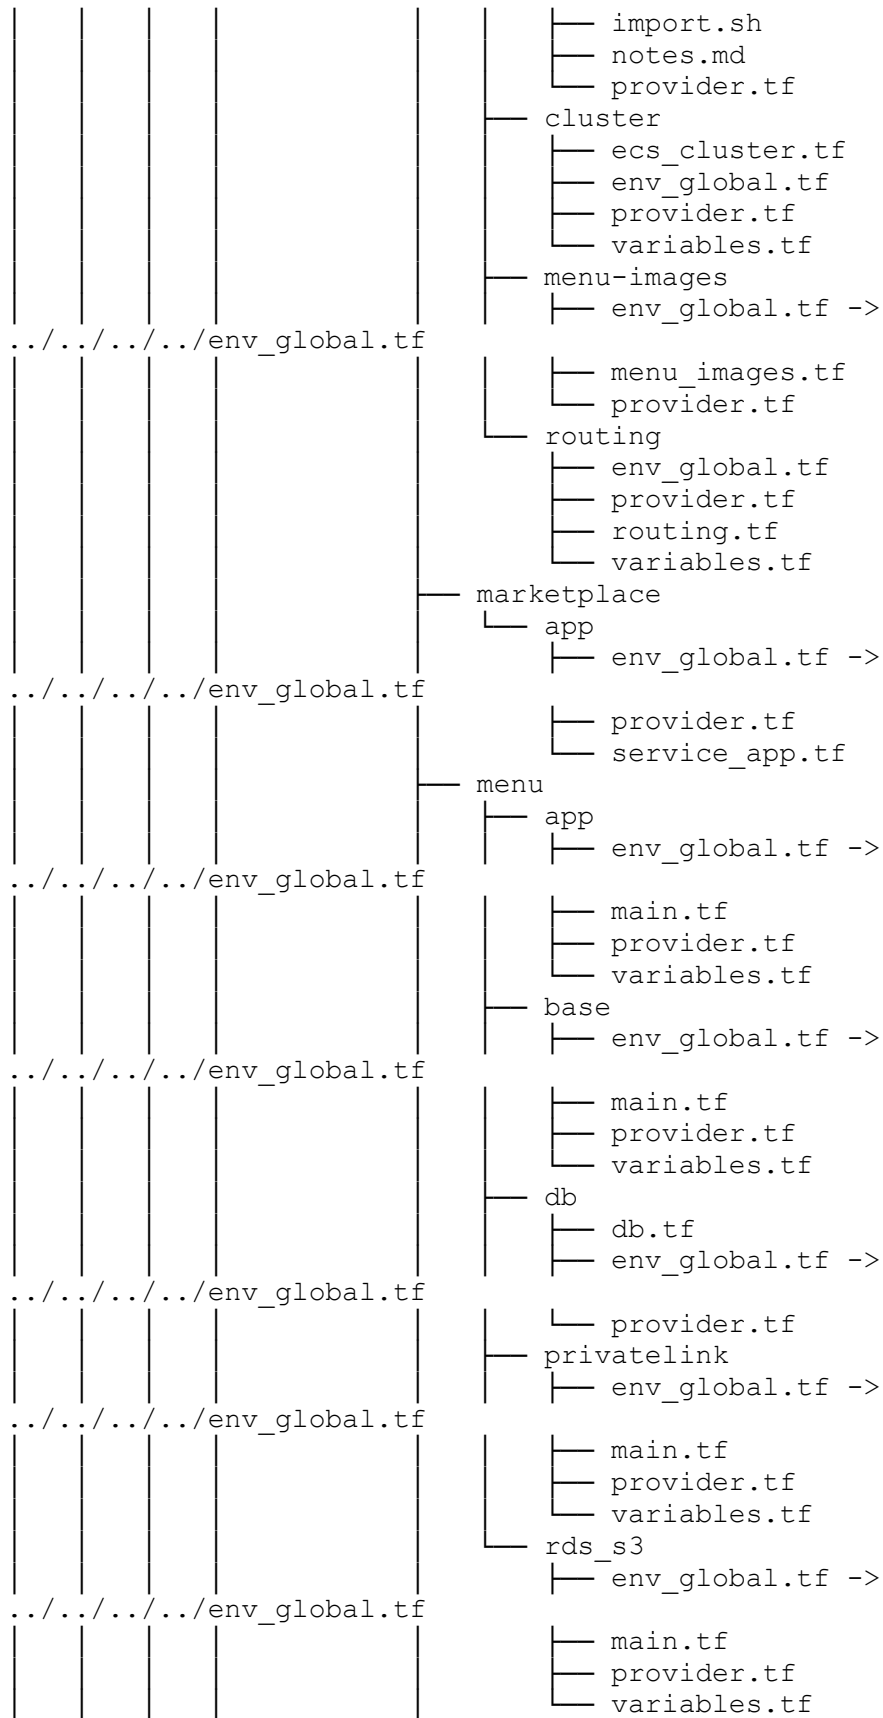 │   │   │   │           │   │   ├── import.sh
│   │   │   │           │   │   ├── notes.md
│   │   │   │           │   │   └── provider.tf
│   │   │   │           │   ├── cluster
│   │   │   │           │   │   ├── ecs_cluster.tf
│   │   │   │           │   │   ├── env_global.tf
│   │   │   │           │   │   ├── provider.tf
│   │   │   │           │   │   └── variables.tf
│   │   │   │           │   ├── menu-images
│   │   │   │           │   │   ├── env_global.tf ->
../../../../env_global.tf
│   │   │   │           │   │   ├── menu_images.tf
│   │   │   │           │   │   └── provider.tf
│   │   │   │           │   └── routing
│   │   │   │           │       ├── env_global.tf
│   │   │   │           │       ├── provider.tf
│   │   │   │           │       ├── routing.tf
│   │   │   │           │       └── variables.tf
│   │   │   │           ├── marketplace
│   │   │   │           │   └── app
│   │   │   │           │       ├── env_global.tf ->
../../../../env_global.tf
│   │   │   │           │       ├── provider.tf
│   │   │   │           │       └── service_app.tf
│   │   │   │           ├── menu
│   │   │   │           │   ├── app
│   │   │   │           │   │   ├── env_global.tf ->
../../../../env_global.tf
│   │   │   │           │   │   ├── main.tf
│   │   │   │           │   │   ├── provider.tf
│   │   │   │           │   │   └── variables.tf
│   │   │   │           │   ├── base
│   │   │   │           │   │   ├── env_global.tf ->
../../../../env_global.tf
│   │   │   │           │   │   ├── main.tf
│   │   │   │           │   │   ├── provider.tf
│   │   │   │           │   │   └── variables.tf
│   │   │   │           │   ├── db
│   │   │   │           │   │   ├── db.tf
│   │   │   │           │   │   ├── env_global.tf ->
../../../../env_global.tf
│   │   │   │           │   │   └── provider.tf
│   │   │   │           │   ├── privatelink
│   │   │   │           │   │   ├── env_global.tf ->
../../../../env_global.tf
│   │   │   │           │   │   ├── main.tf
│   │   │   │           │   │   ├── provider.tf
│   │   │   │           │   │   └── variables.tf
│   │   │   │           │   └── rds_s3
│   │   │   │           │       ├── env_global.tf ->
../../../../env_global.tf
│   │   │   │           │       ├── main.tf
│   │   │   │           │       ├── provider.tf
│   │   │   │           │       └── variables.tf